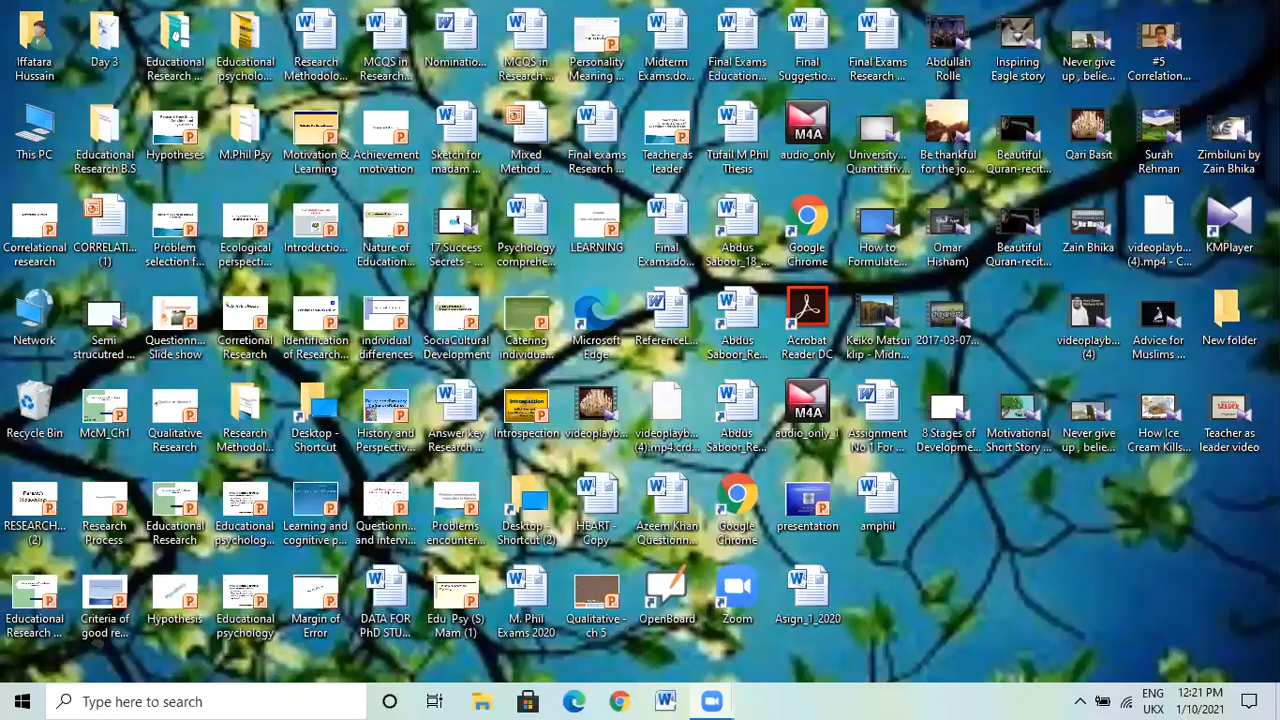 Iffatara
Hussain
Day 3
Educational
Research ...
Educational
psycholo...
Research
Methodolo...
MCQS in
Research...
Nominatio...
MCQS in
Research ...
Personality
Meaning ...
Midterm
Exams.do...
Final Exams
Education...
Final
Suggestio...
Final Exams
Research ...
Abdullah
Rolle
Inspiring
Eagle story
Never give
up , belie...
#5
Correlation...
This PC
Educational
Research B.S
Hypotheses
M.Phil Psy
Motivation &
Learning
Achievement
motivation
Sketch for
madam ...
Mixed
Method ...
Final exams
Research ...
Teacher as
leader
Tufail M Phil
Thesis
M4A
audio_only
University...
Quantitativ...
Be thankful
for the jo...
Beautiful
Quran-recit...
Qari Basit
Surah
Rehman
Zimbiluni by
Zain Bhika
Correlational
research
CORRELATI...
(1)
Problem
selection f...
Ecological
perspectiv...
Introductio...
Nature of
Education...
17 Success
Secrets - ...
Psychology
comprehe...
LEARNING
Final
Exams.do...
Abdus
Saboor_18_...
Google
Chrome
How to
Formulate...
Omar
Hisham)
Beautiful
Quran-recit...
Zain Bhika
videoplayb...
(4).mp4 - C...
KMPlayer
Network
Semi
strucutred ...
Questionn...
Slide show
Corretional
Research
Identification
of Research...
individual
differences
SociaCultural
Development
Catering
individua...
Microsoft
Edge
ReferenceL...
Abdus
Saboor_Re...
Acrobat
Reader DC
Keiko Matsui
klip - Midn...
2017-03-07...
videoplayb...
(4)
Advice for
Muslims ...
New folder
Recycle Bin
McM_Ch1
Qualitative
Research
Research
Methodol...
Desktop -
Shortcut
History and
Perspectiv...
Answer key
Research ...
Introspection
Introspection
videoplayb...
videoplayb...
(4).mp4.crd...
Abdus
Saboor_Re...
M4A
audio_only_1
Assignment
No 1 For ...
8 Stages of
Developme...
Motivational
Short Story ...
Never give
up , belie...
How Ice
Cream Kills...
Teacher as
leader video
RESEARCH...
(2)
Research
Process
Educational
Research
Educational
psycholog...
Learning and
cognitive p...
Questionn...
and intervi...
Problems
encounter...
Desktop -
Shortcut (2)
HEART -
Copy
Azeem Khan
Questionn...
Google
Chrome
presentation
amphil
Educational
Research ...
Criteria of
good re...
Hypothesis
Educational
psychology
Margin of
Error
DATA FOR
PhD STU...
Edu Psy (S)
Mam (1)
M. Phil
Exams 2020
Qualitative -
ch 5
OpenBoard
Zoom
Asign_1_2020
Type here to search
ENG
UKX
12:21 PM
1/10/2021